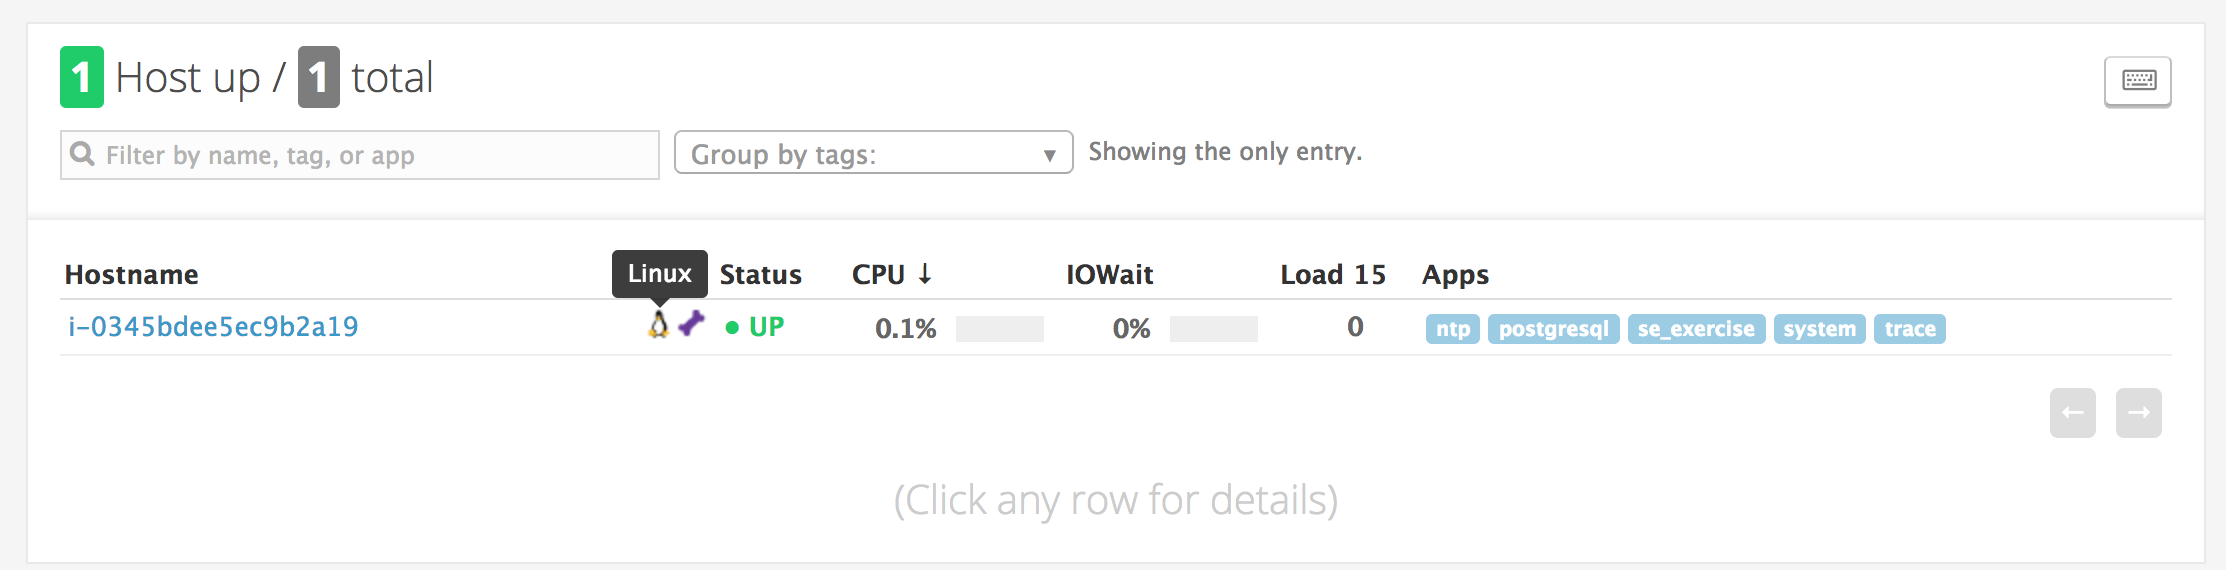 1 Host up / 1 total
Filter by name, tag, or app Group by tags: ▼ Showing the only entry.
Hostname Linux Status CPU ↓ IOWait Load 15 Apps
i-0345bdee5ec9b2a19 UP 0.1% 0% 0 ntp postgresql se_exercise system trace
← →
(Click any row for details)